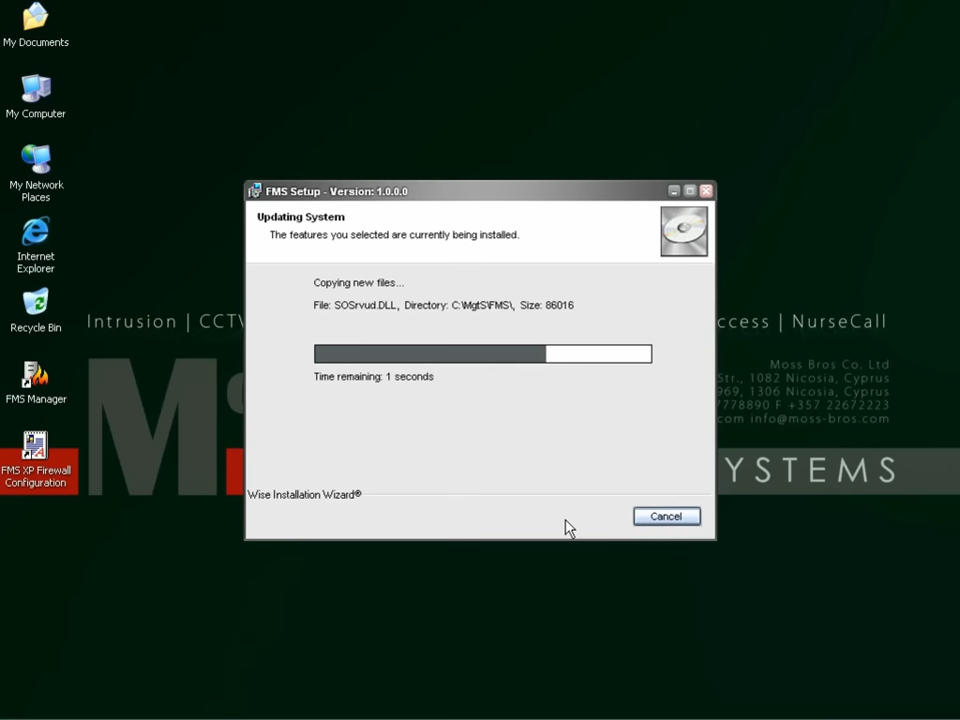 My Documents
My Computer
My Network
Places
Internet
Explorer
Recycle Bin
FMS Manager
FMS XP Firewall
Configuration
FMS Setup - Version: 1.0.0.0
Updating System
The features you selected are currently being installed.
Copying new files...
File: SOSrvud.DLL, Directory: C:\MgtS\FMS\, Size: 86016
Time remaining: 1 seconds
Wise Installation Wizard®
Cancel
Intrusion | CCTV
ccess | NurseCall
Moss Bros Co. Ltd
Str., 1082 Nicosia, Cyprus
969, 1306 Nicosia, Cyprus
7778890 F +357 22672223
com info@moss-bros.com
M
YSTEMS